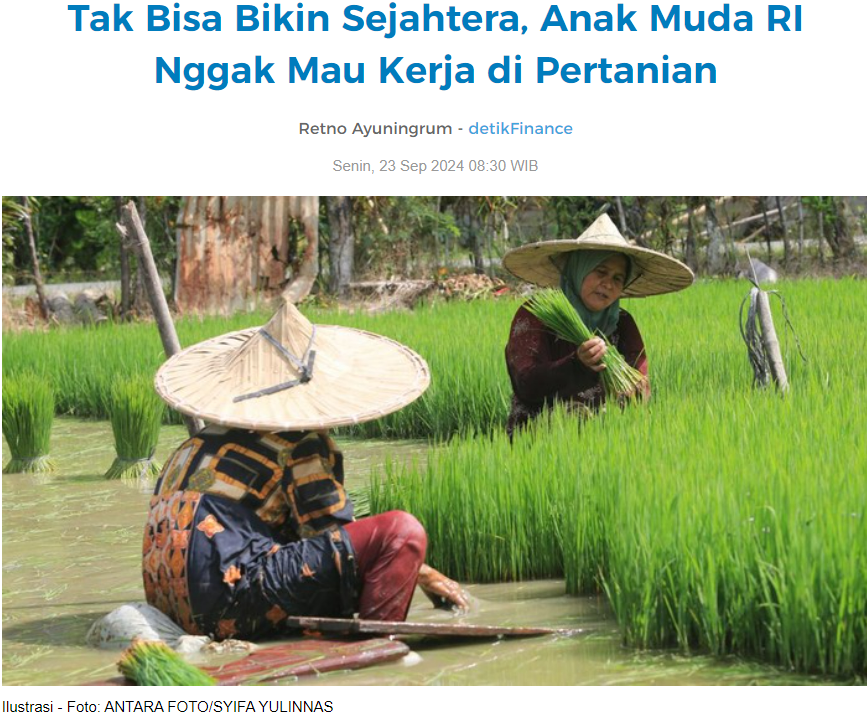 Tak Bisa Bikin Sejahtera, Anak Muda RI
Nggak Mau Kerja di Pertanian
Retno Ayuningrum - detikFinance
Senin, 23 Sep 2024 08:30 WIB
Ilustrasi - Foto: ANTARA FOTO/SYIFA YULINNAS